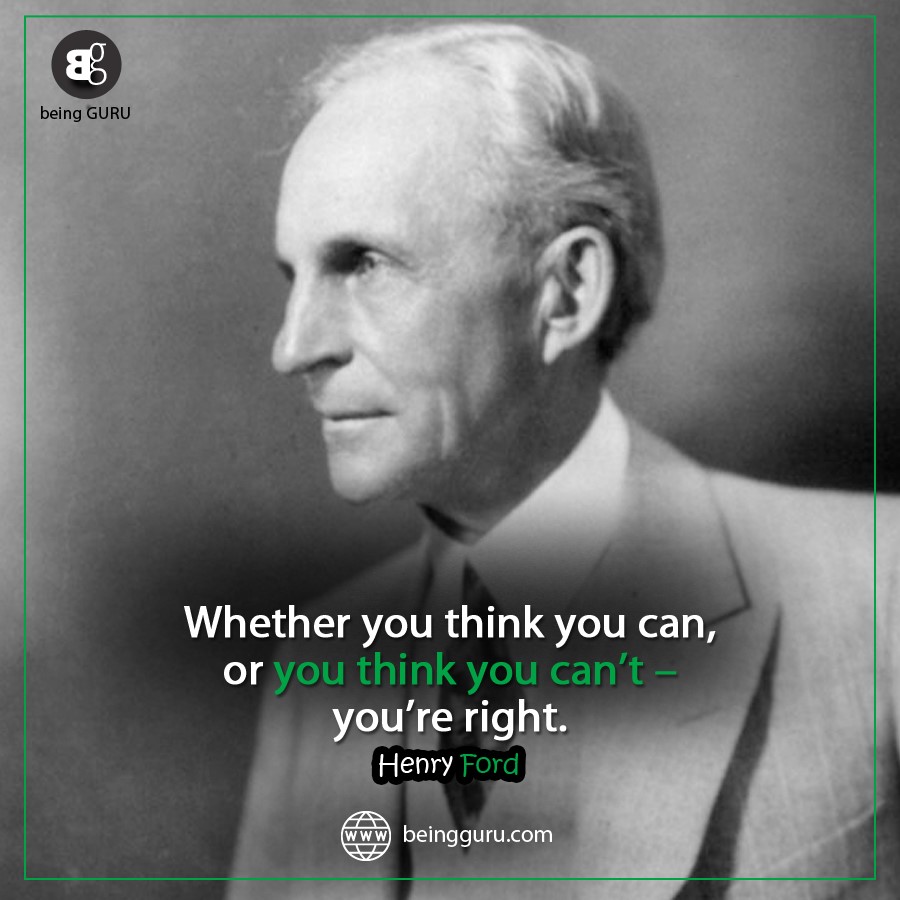 Bg
being GURU
Whether you think you can,
or you think you can't –
you're right.
Henry Ford
www beingguru.com